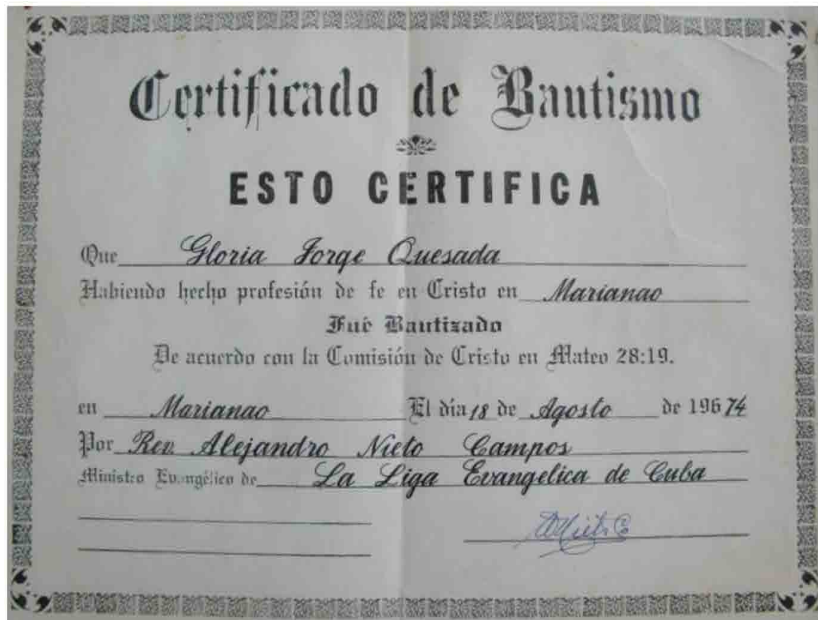 Certificado de Bautismo
ESTO CERTIFICA
Que Gloria Jorge Quesada
Habiendo hecho profesión de fe en Cristo en Marianao
Fué Bautizado
De acuerdo con la Comisión de Cristo en Mateo 28:19.
en Marianao El día 18 de Agosto de 19674
Por Rev. Alejandro Nieto Campos
Ministro Evangélico de La Liga Evangelica de Cuba
ANieto C